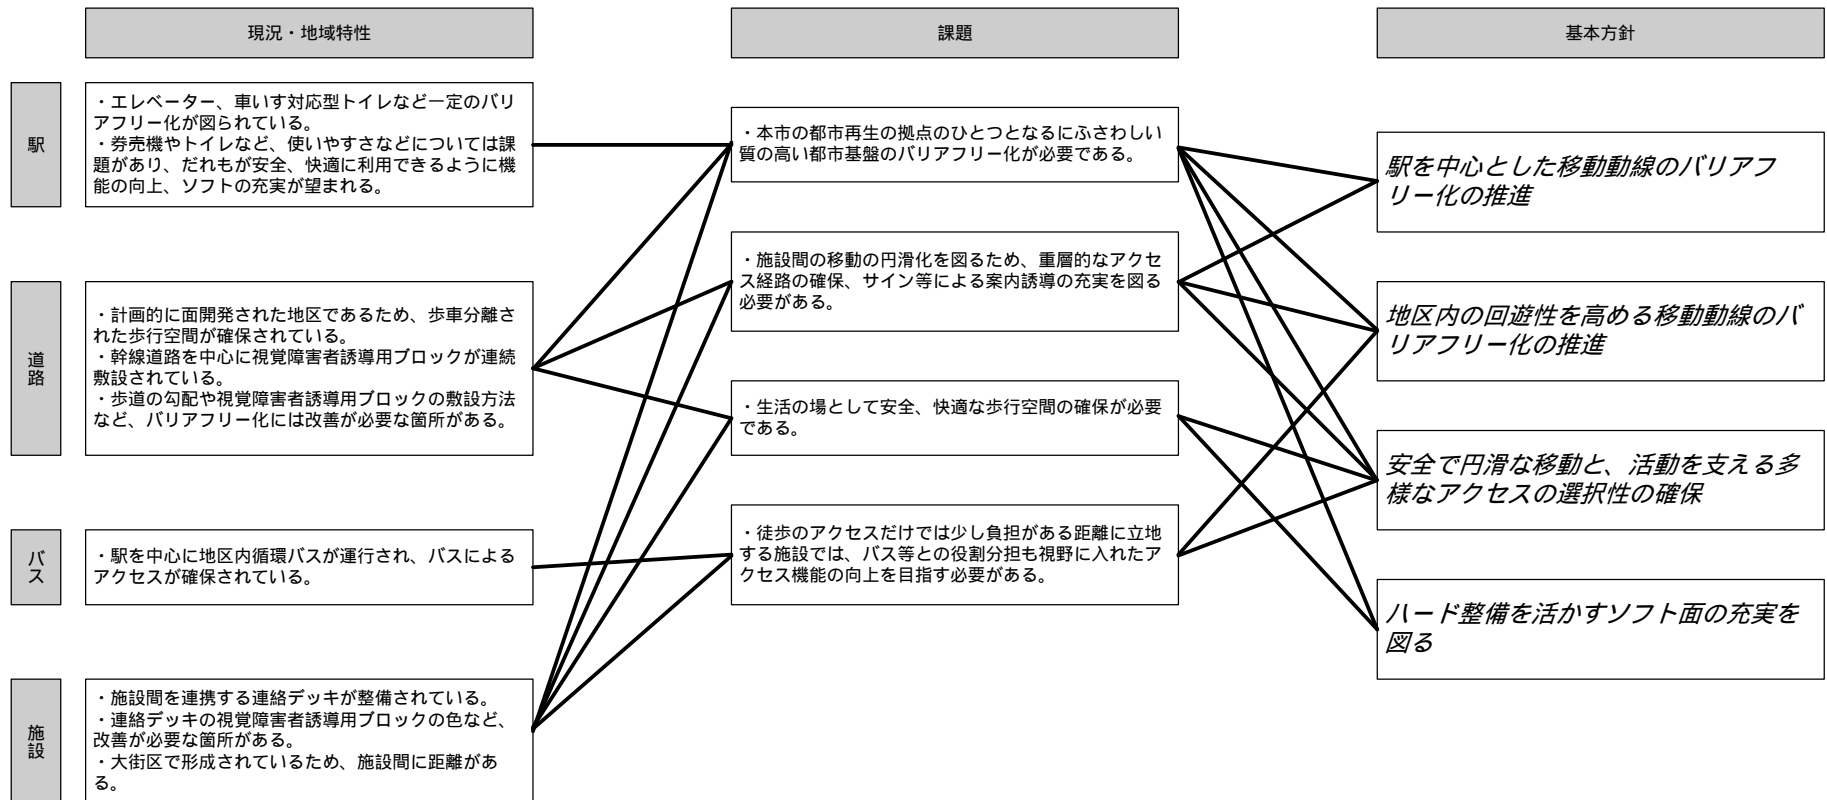 現況・地域特性
課題
基本方針
駅
・エレベーター、車いす対応型トイレなど一定のバリ
アフリー化が図られている。
・券売機やトイレなど、使いやすさなどについては課
題があり、だれもが安全、快適に利用できるように機
能の向上、ソフトの充実が望まれる。
道路
・計画的に面開発された地区であるため、歩車分離さ
れた歩行空間が確保されている。
・幹線道路を中心に視覚障害者誘導用ブロックが連続
敷設されている。
・歩道の勾配や視覚障害者誘導用ブロックの敷設方法
など、バリアフリー化には改善が必要な箇所がある。
バス
・駅を中心に地区内循環バスが運行され、バスによる
アクセスが確保されている。
施設
・施設間を連携する連絡デッキが整備されている。
・連絡デッキの視覚障害者誘導用ブロックの色など、
改善が必要な箇所がある。
・大街区で形成されているため、施設間に距離があ
る。
・本市の都市再生の拠点のひとつとなるにふさわしい
質の高い都市基盤のバリアフリー化が必要である。
・施設間の移動の円滑化を図るため、重層的なアクセ
ス経路の確保、サイン等による案内誘導の充実を図る
必要がある。
・生活の場として安全、快適な歩行空間の確保が必要
である。
・徒歩のアクセスだけでは少し負担がある距離に立地
する施設では、バス等との役割分担も視野に入れたア
クセス機能の向上を目指す必要がある。
駅を中心とした移動動線のバリアフ
リー化の推進
地区内の回遊性を高める移動動線のバ
リアフリー化の推進
安全で円滑な移動と、活動を支える多
様なアクセスの選択性の確保
ハード整備を活かすソフト面の充実を
図る